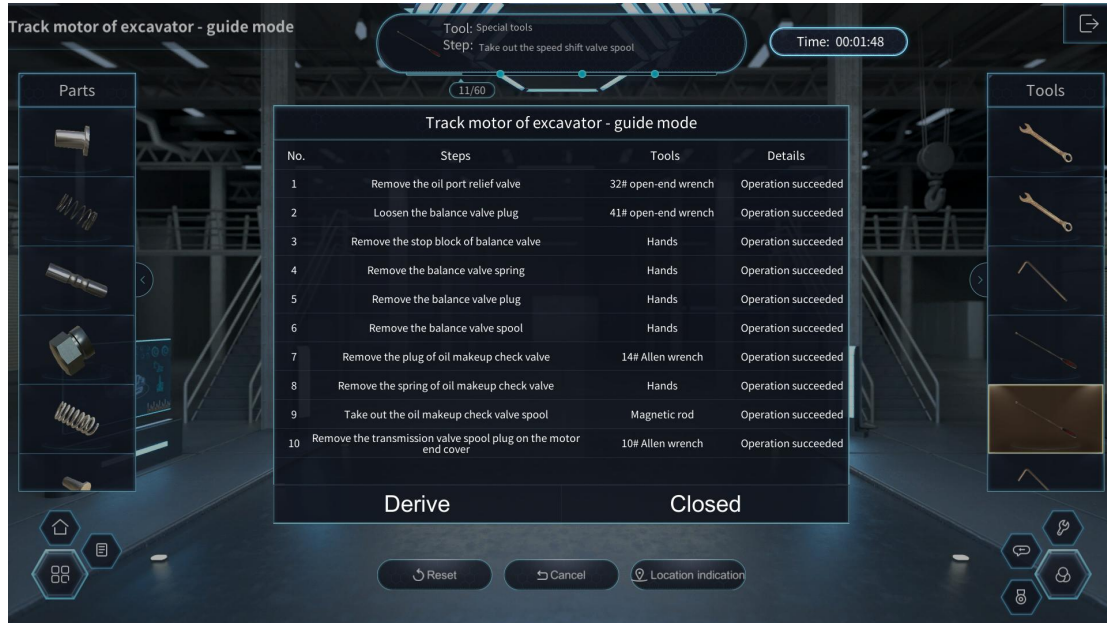 Track motor of excavator - guide mode
Tool: Special tools
Step: Take out the speed shift valve spool
Time: 00:01:48
11/60
Parts
Tools
Track motor of excavator - guide mode
No. Steps Tools Details
1 Remove the oil port relief valve 32# open-end wrench Operation succeeded
2 Loosen the balance valve plug 41# open-end wrench Operation succeeded
3 Remove the stop block of balance valve Hands Operation succeeded
4 Remove the balance valve spring Hands Operation succeeded
5 Remove the balance valve plug Hands Operation succeeded
6 Remove the balance valve spool Hands Operation succeeded
7 Remove the plug of oil makeup check valve 14# Allen wrench Operation succeeded
8 Remove the spring of oil makeup check valve Hands Operation succeeded
9 Take out the oil makeup check valve spool Magnetic rod Operation succeeded
10 Remove the transmission valve spool plug on the motor
end cover 10# Allen wrench Operation succeeded
Derive Closed
Reset Cancel Location indication